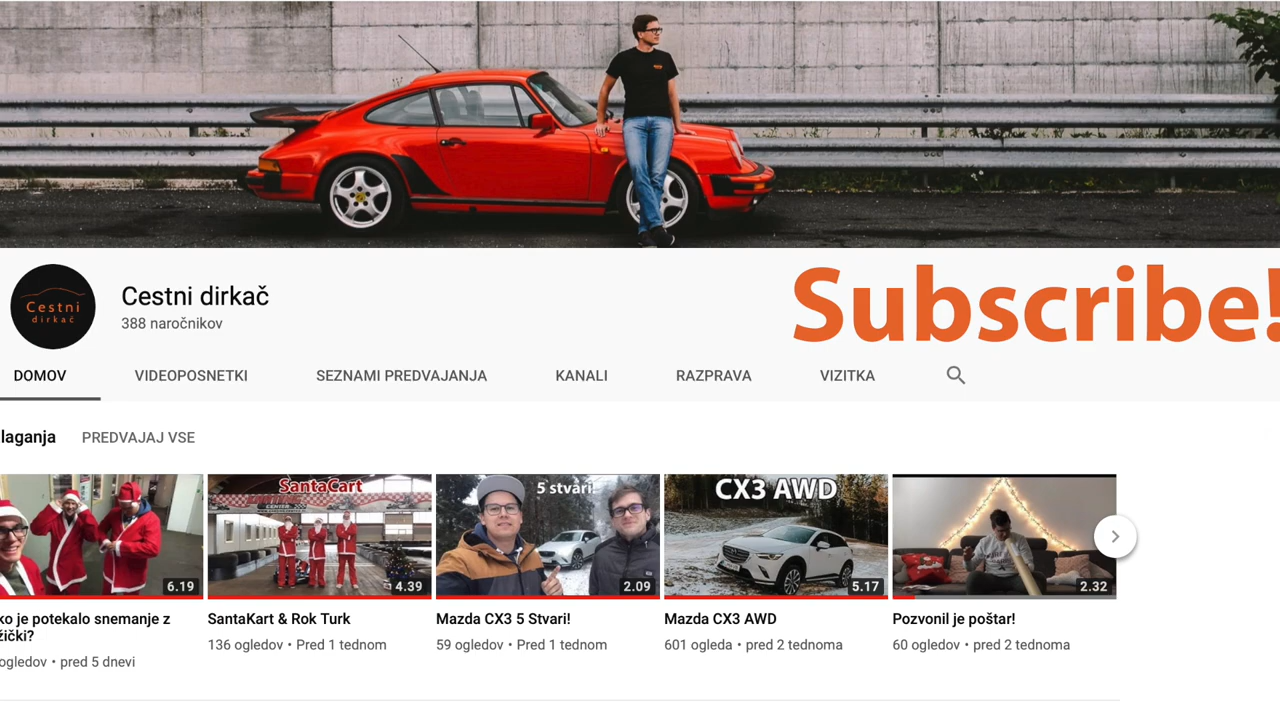 Cestni
dirkač
Cestni dirkač
388 naročnikov
Subscribe!
DOMOV VIDEOPOSNETKI SEZNAMI PREDVAJANJA KANALI RAZPRAVA VIZITKA
laganja PREDVAJAJ VSE
6.19
SantaCart
4.39
5 stvari!
2.09
CX3 AWD
5.17
2.32
ko je potekalo snemanje z
žički?
ogledov • pred 5 dnevi
SantaKart & Rok Turk
136 ogledov • Pred 1 tednom
Mazda CX3 5 Stvari!
59 ogledov • Pred 1 tednom
Mazda CX3 AWD
601 ogleda • pred 2 tednoma
Pozvonil je poštar!
60 ogledov • pred 2 tednoma